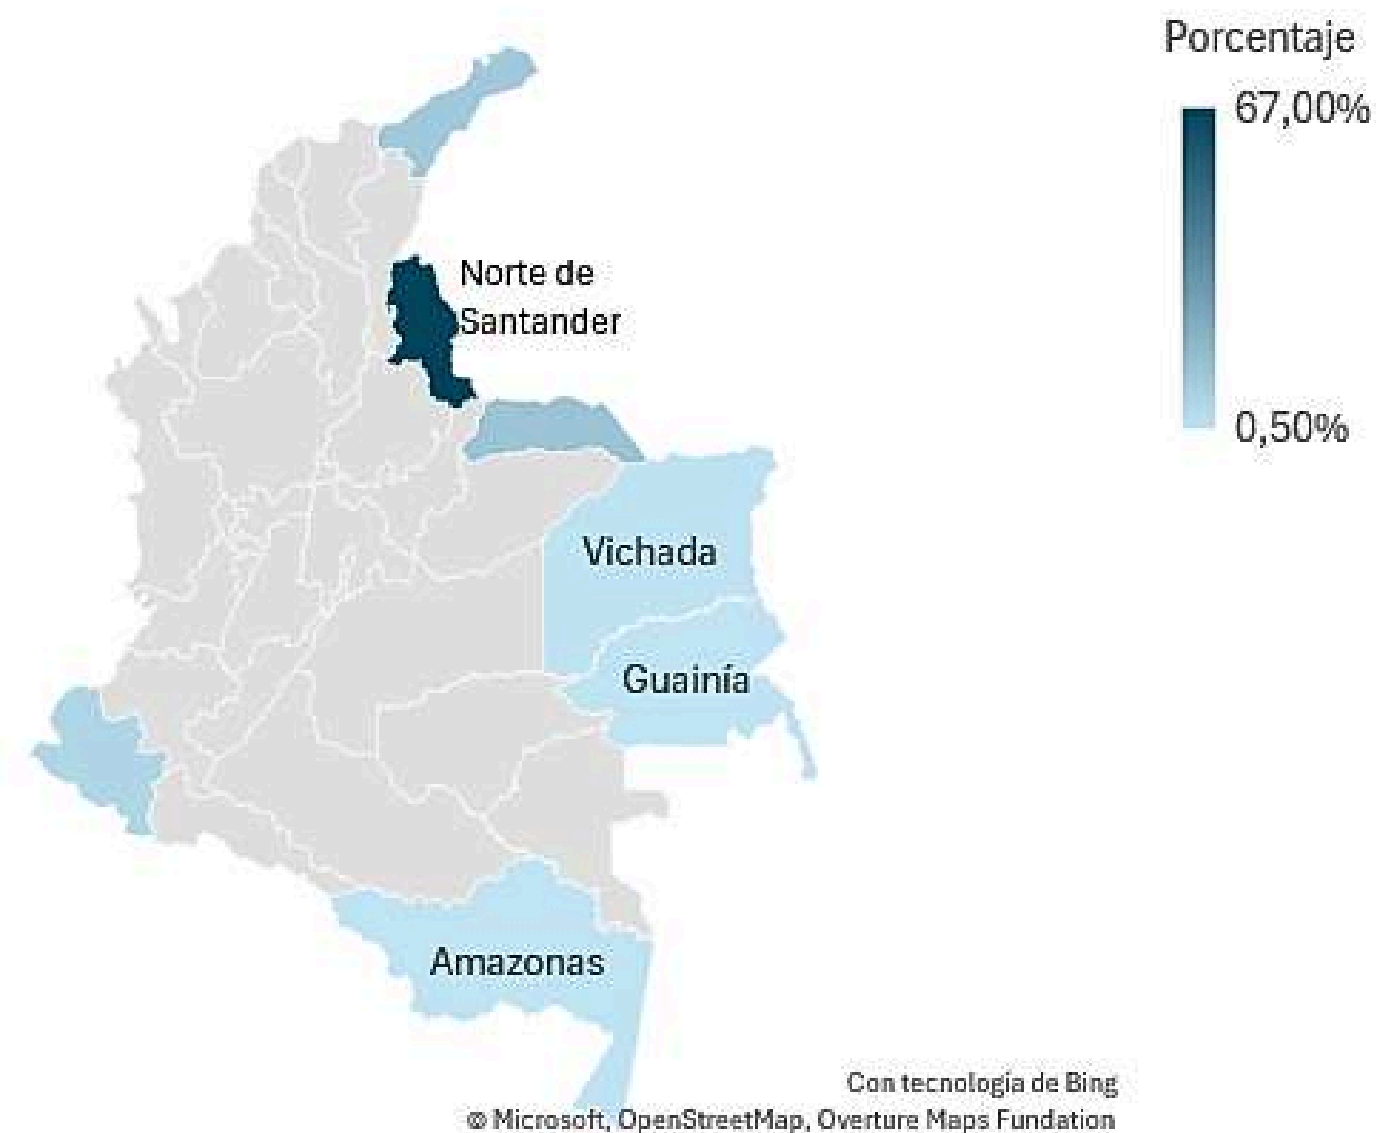 Porcentaje
67,00%
0,50%
Norte de
Santander
Vichada
Guainía
Amazonas
Con tecnología de Bing
© Microsoft, OpenStreetMap, Overture Maps Fundation